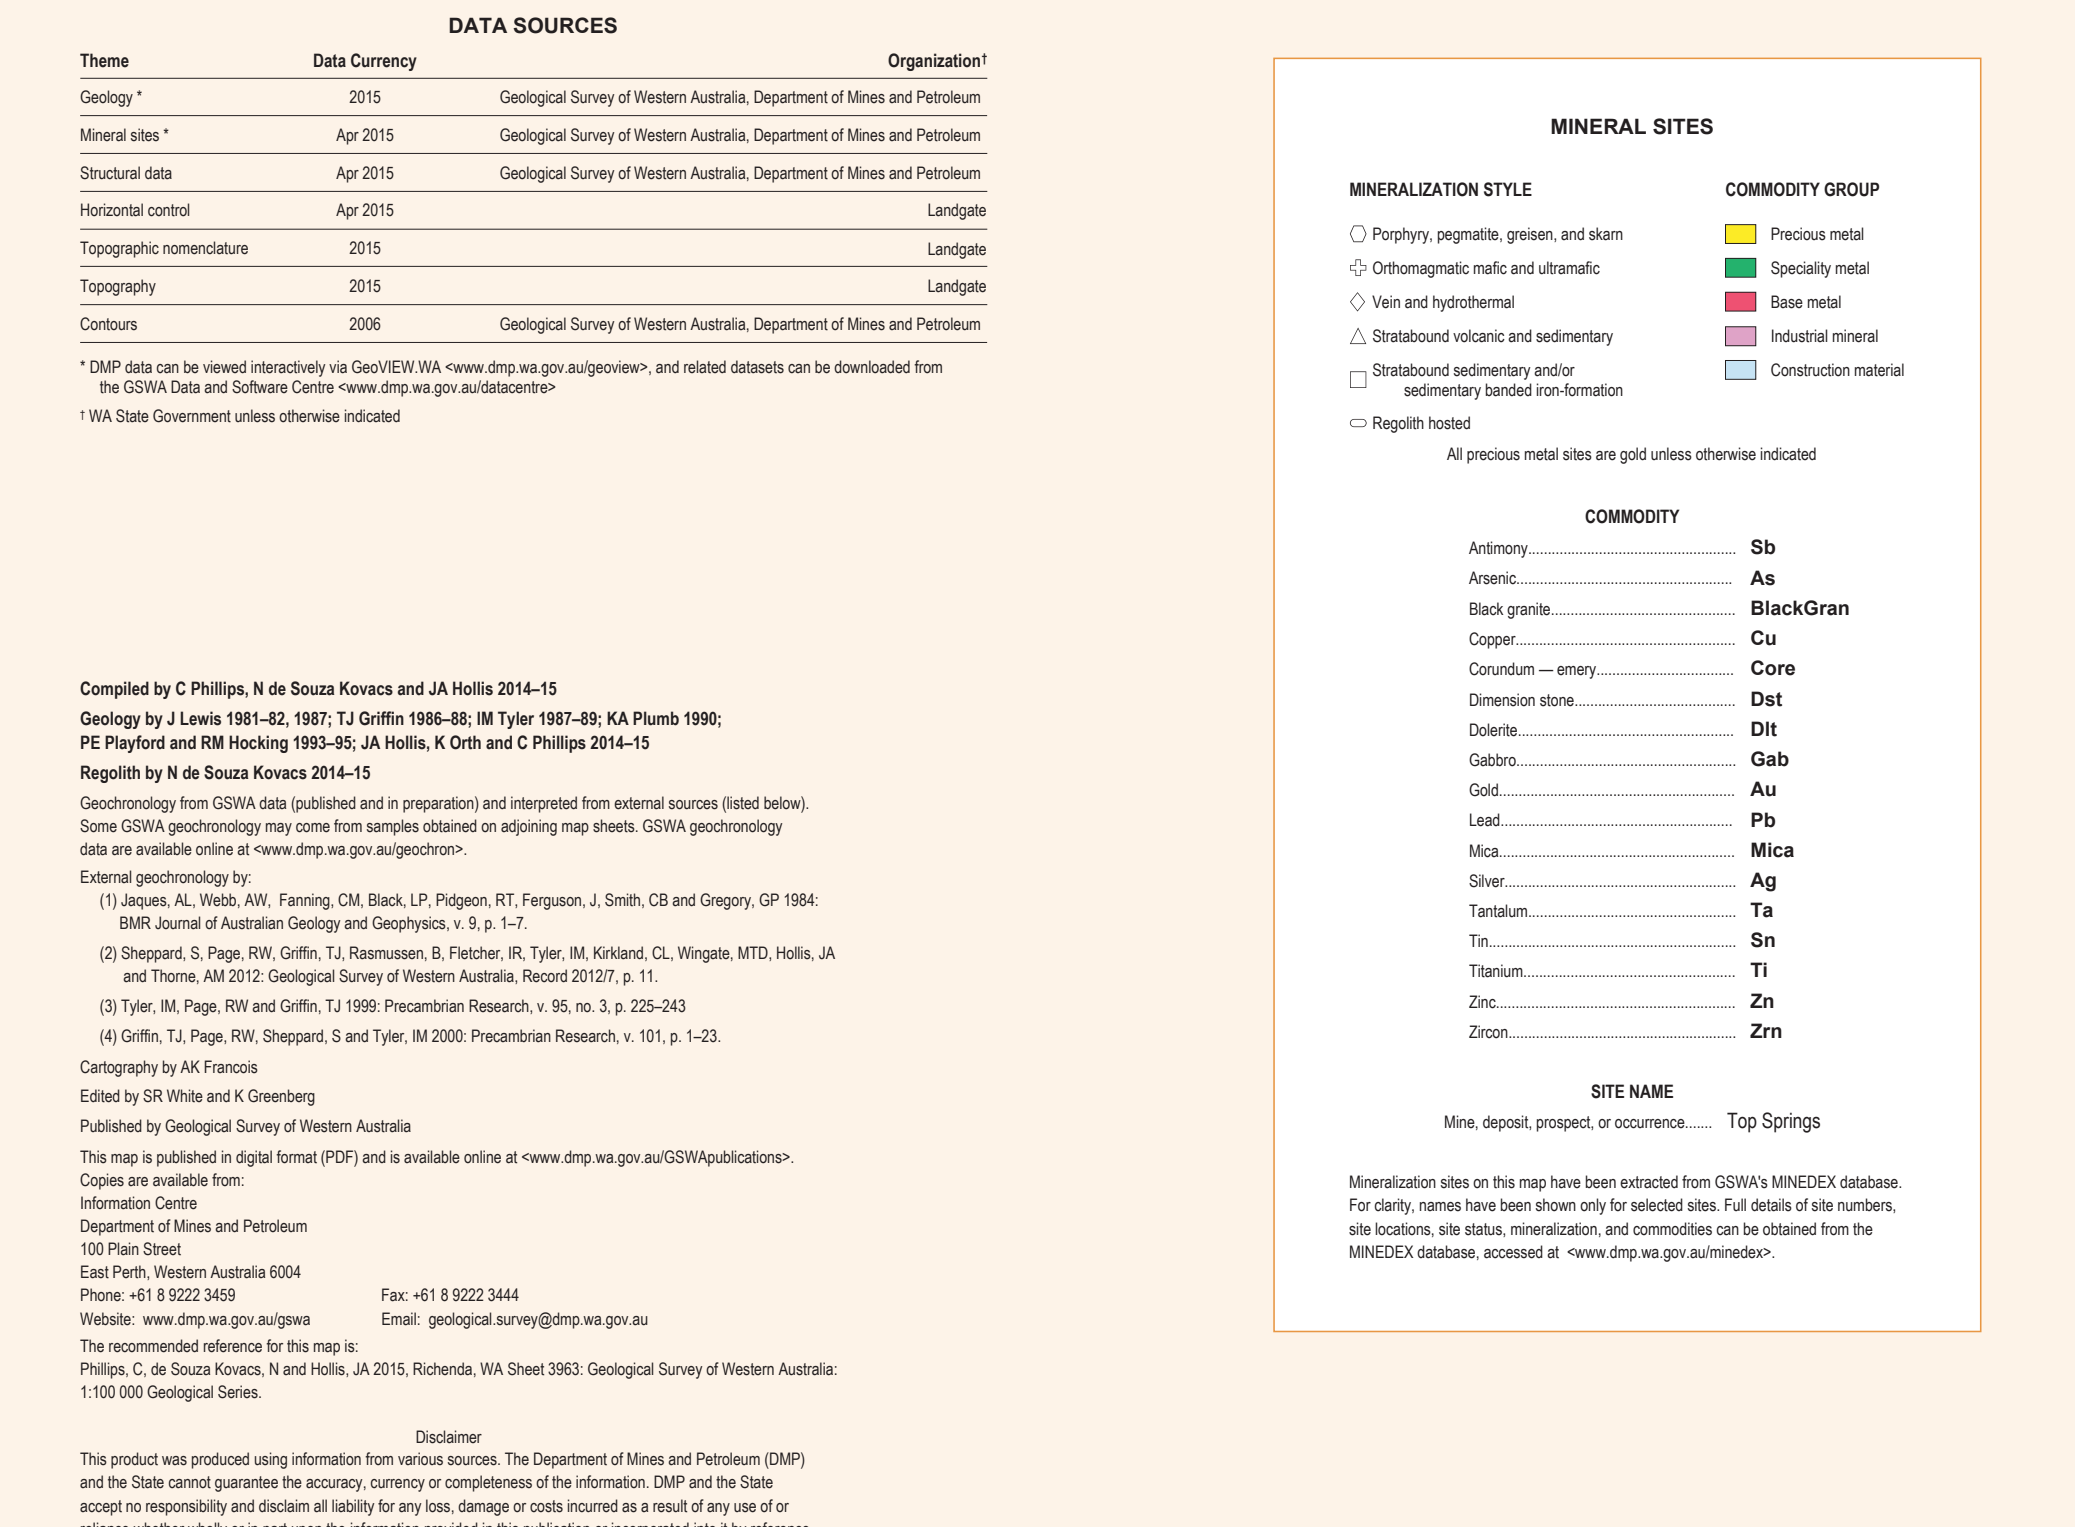 DATA SOURCES
Theme Data Currency Organization†
Geology * 2015 Geological Survey of Western Australia, Department of Mines and Petroleum
Mineral sites * Apr 2015 Geological Survey of Western Australia, Department of Mines and Petroleum
Structural data Apr 2015 Geological Survey of Western Australia, Department of Mines and Petroleum
Horizontal control Apr 2015 Landgate
Topographic nomenclature 2015 Landgate
Topography 2015 Landgate
Contours 2006 Geological Survey of Western Australia, Department of Mines and Petroleum
* DMP data can be viewed interactively via GeoVIEW.WA <www.dmp.wa.gov.au/geoview>, and related datasets can be downloaded from
the GSWA Data and Software Centre <www.dmp.wa.gov.au/datacentre>
† WA State Government unless otherwise indicated
Compiled by C Phillips, N de Souza Kovacs and JA Hollis 2014–15
Geology by J Lewis 1981–82, 1987; TJ Griffin 1986–88; IM Tyler 1987–89; KA Plumb 1990;
PE Playford and RM Hocking 1993–95; JA Hollis, K Orth and C Phillips 2014–15
Regolith by N de Souza Kovacs 2014–15
Geochronology from GSWA data (published and in preparation) and interpreted from external sources (listed below).
Some GSWA geochronology may come from samples obtained on adjoining map sheets. GSWA geochronology
data are available online at <www.dmp.wa.gov.au/geochron>.
External geochronology by:
(1) Jaques, AL, Webb, AW, Fanning, CM, Black, LP, Pidgeon, RT, Ferguson, J, Smith, CB and Gregory, GP 1984:
BMR Journal of Australian Geology and Geophysics, v. 9, p. 1–7.
(2) Sheppard, S, Page, RW, Griffin, TJ, Rasmussen, B, Fletcher, IR, Tyler, IM, Kirkland, CL, Wingate, MTD, Hollis, JA
and Thorne, AM 2012: Geological Survey of Western Australia, Record 2012/7, p. 11.
(3) Tyler, IM, Page, RW and Griffin, TJ 1999: Precambrian Research, v. 95, no. 3, p. 225–243
(4) Griffin, TJ, Page, RW, Sheppard, S and Tyler, IM 2000: Precambrian Research, v. 101, p. 1–23.
Cartography by AK Francois
Edited by SR White and K Greenberg
Published by Geological Survey of Western Australia
This map is published in digital format (PDF) and is available online at <www.dmp.wa.gov.au/GSWApublications>.
Copies are available from:
Information Centre
Department of Mines and Petroleum
100 Plain Street
East Perth, Western Australia 6004
Phone: +61 8 9222 3459 Fax: +61 8 9222 3444
Website: www.dmp.wa.gov.au/gswa Email: geological.survey@dmp.wa.gov.au
The recommended reference for this map is:
Phillips, C, de Souza Kovacs, N and Hollis, JA 2015, Richenda, WA Sheet 3963: Geological Survey of Western Australia:
1:100 000 Geological Series.
Disclaimer
This product was produced using information from various sources. The Department of Mines and Petroleum (DMP)
and the State cannot guarantee the accuracy, currency or completeness of the information. DMP and the State
accept no responsibility and disclaim all liability for any loss, damage or costs incurred as a result of any use of or
reliance whether wholly or in part upon the information provided in this publication or incorporated into it by reference
MINERAL SITES
MINERALIZATION STYLE COMMODITY GROUP
Porphyry, pegmatite, greisen, and skarn Precious metal
Orthomagmatic mafic and ultramafic Speciality metal
Vein and hydrothermal Base metal
Stratabound volcanic and sedimentary Industrial mineral
Stratabound sedimentary and/or Construction material
sedimentary banded iron-formation
Regolith hosted
All precious metal sites are gold unless otherwise indicated
COMMODITY
Antimony..................................................... Sb
Arsenic....................................................... As
Black granite............................................... BlackGran
Copper........................................................ Cu
Corundum — emery................................... Core
Dimension stone......................................... Dst
Dolerite....................................................... Dlt
Gabbro........................................................ Gab
Gold............................................................ Au
Lead........................................................... Pb
Mica............................................................ Mica
Silver........................................................... Ag
Tantalum..................................................... Ta
Tin............................................................... Sn
Titanium...................................................... Ti
Zinc............................................................. Zn
Zircon.......................................................... Zrn
SITE NAME
Mine, deposit, prospect, or occurrence....... Top Springs
Mineralization sites on this map have been extracted from GSWA's MINEDEX database.
For clarity, names have been shown only for selected sites. Full details of site numbers,
site locations, site status, mineralization, and commodities can be obtained from the
MINEDEX database, accessed at <www.dmp.wa.gov.au/minedex>.